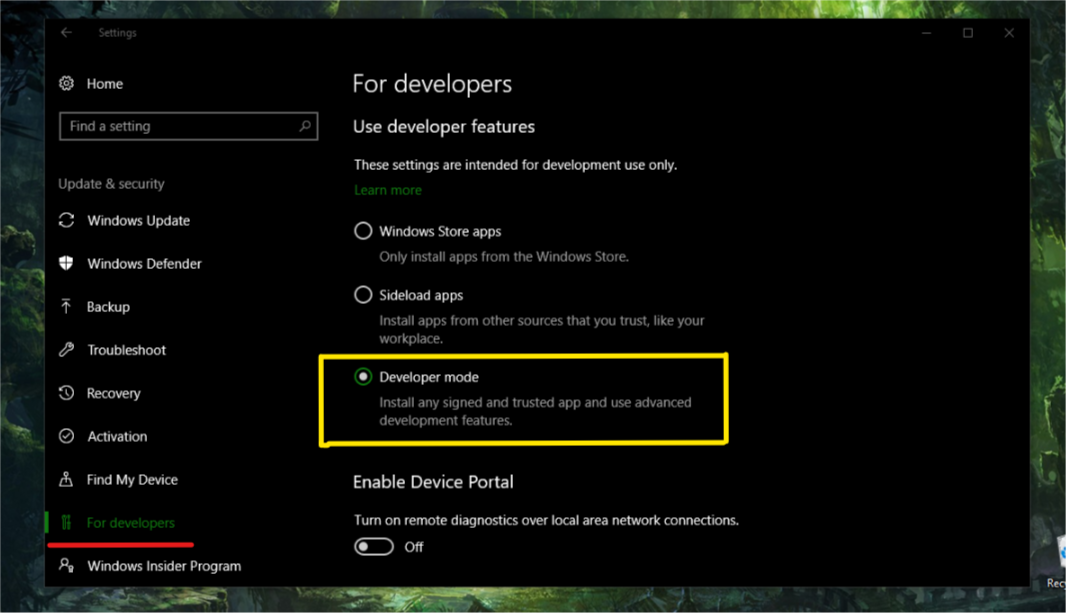 Settings
Home
Find a setting
Update & security
Windows Update
Windows Defender
Backup
Troubleshoot
Recovery
Activation
Find My Device
For developers
Windows Insider Program
For developers
Use developer features
These settings are intended for development use only.
Learn more
Windows Store apps
Only install apps from the Windows Store.
Sideload apps
Install apps from other sources that you trust, like your
workplace.
Developer mode
Install any signed and trusted app and use advanced
development features.
Enable Device Portal
Turn on remote diagnostics over local area network connections.
Off
Recy